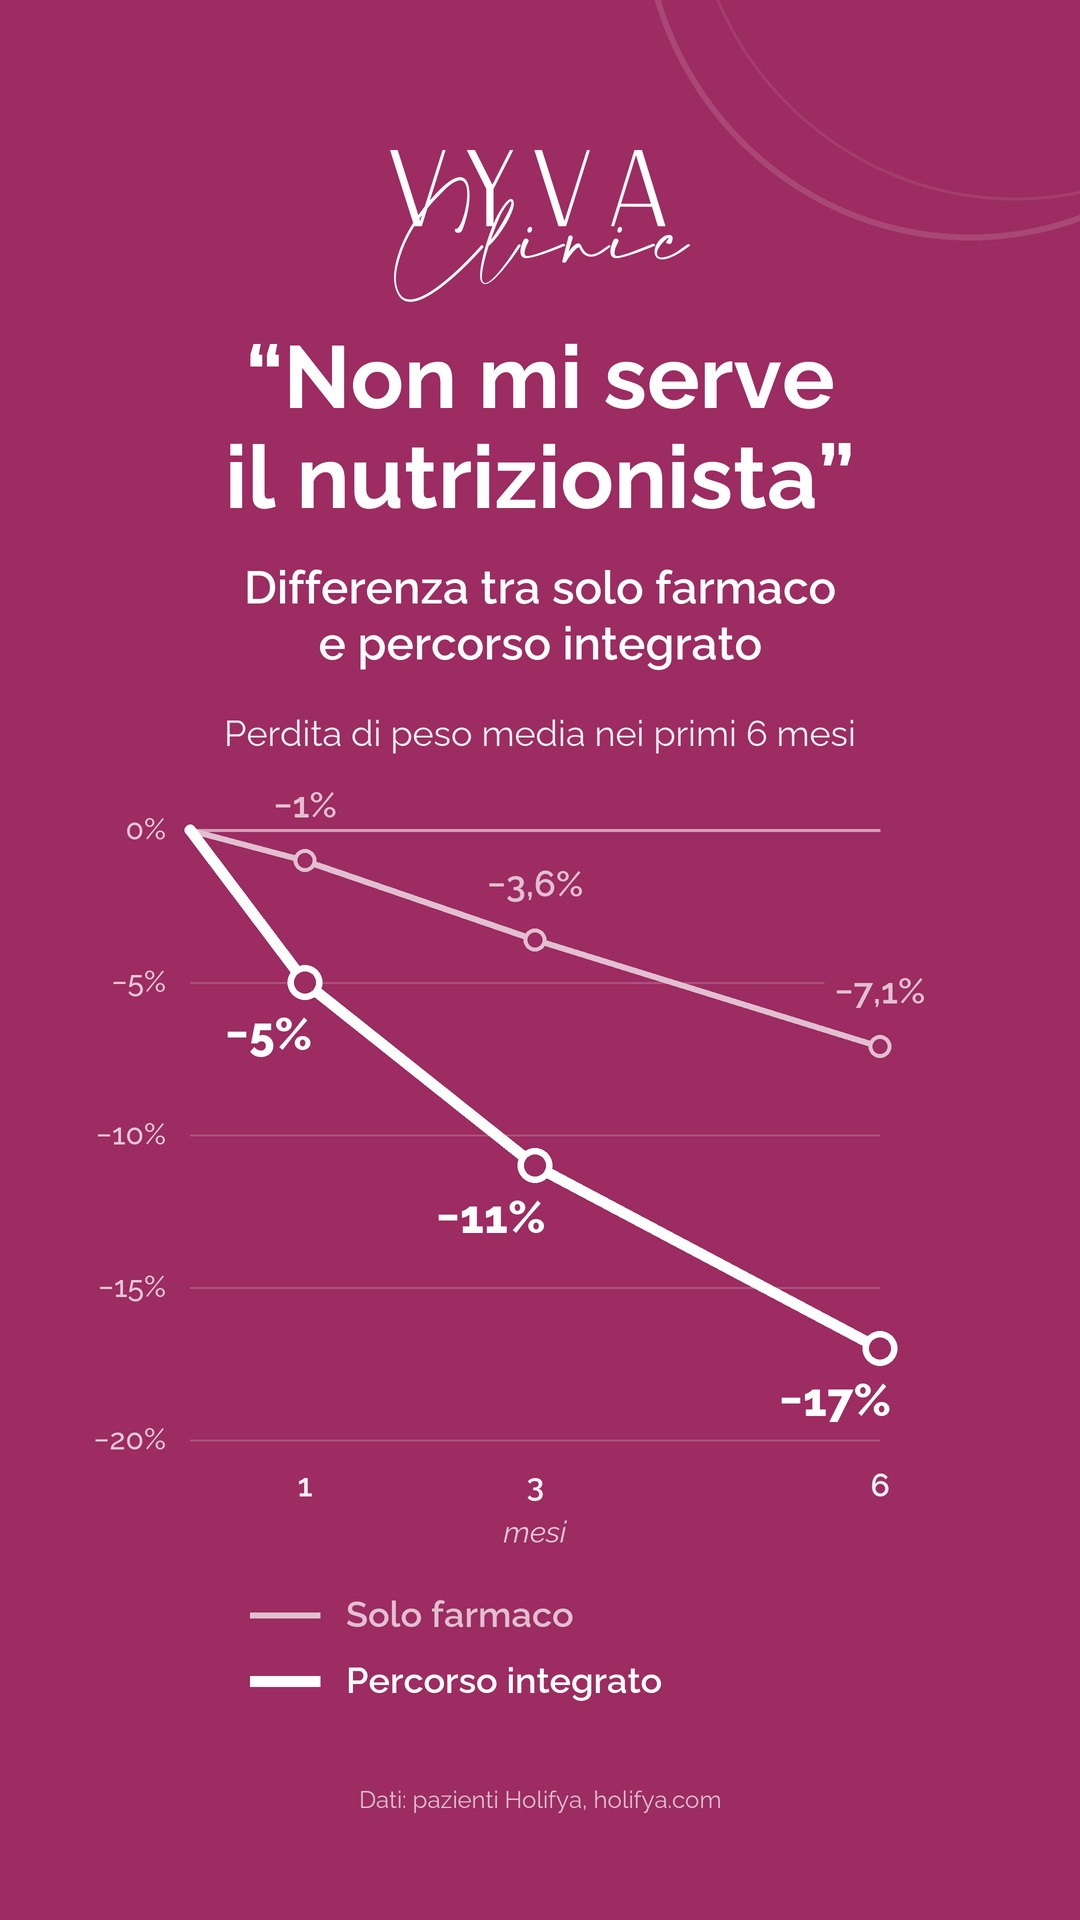 VYVA
Clinic
“Non mi serve
il nutrizionista”
Differenza tra solo farmaco
e percorso integrato
Perdita di peso media nei primi 6 mesi
−1%
0%
−3,6%
−5%
−7,1%
−5%
−10%
−11%
−15%
−17%
−20%
1 3 6
mesi
Solo farmaco
Percorso integrato
Dati: pazienti Holifya, holifya.com